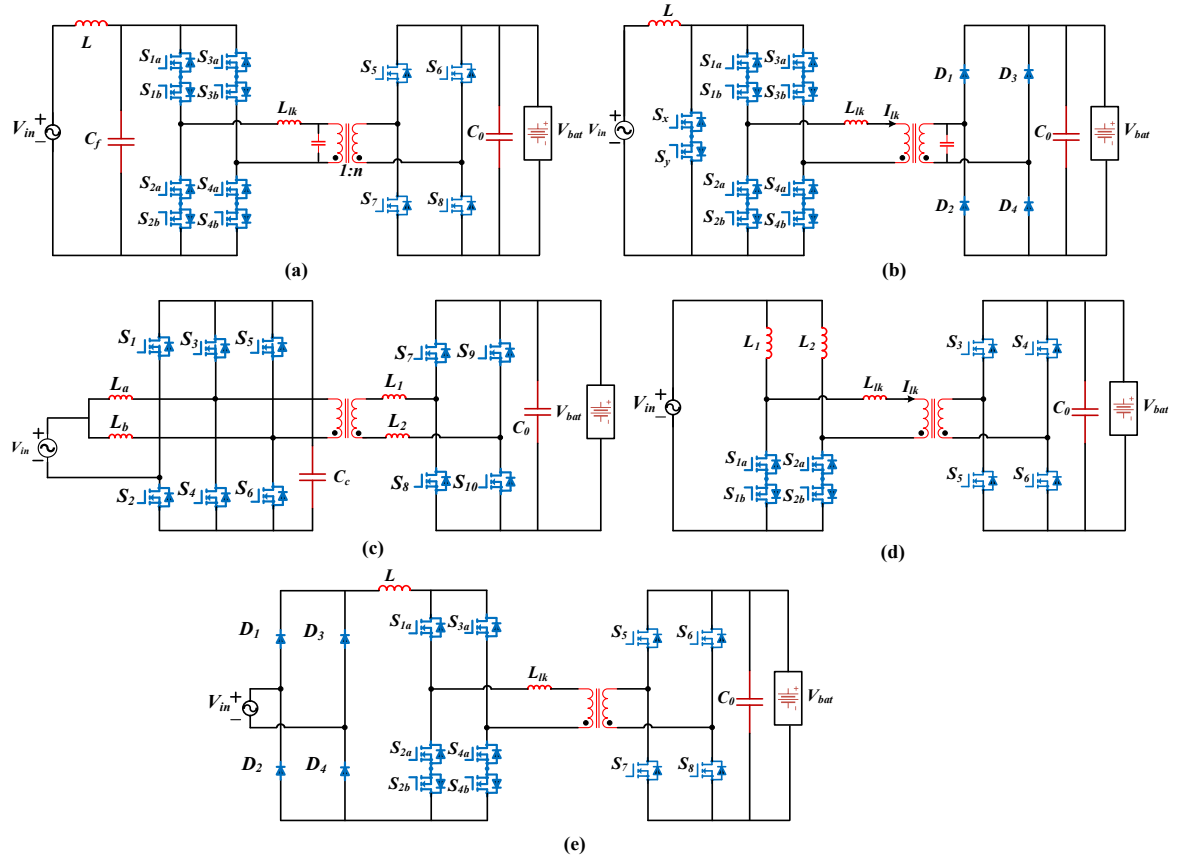 L
S1a S3a
S1b S3b
S5 S6
Vin + −
Cf
Llk
1:n
C0
+ −
Vbat
S2a S4a
S2b S4b
S7 S8
(a)
L
S1a S3a
S1b S3b
D1 D3
Sx
Sy
Vin + −
Llk Ilk
C0
+ −
Vbat
S2a S4a
S2b S4b
D2 D4
(b)
S1 S3 S5
S7 S9
La
L1
Lb
L2
Vin + −
C0
+ −
Vbat
S2 S4 S6
Cc
S8 S10
(c)
L1 L2
S3 S4
Vin + −
Llk Ilk
C0
+ −
Vbat
S1a S2a
S1b S2b
S5 S6
(d)
L
D1 D3
S1a S3a
S5 S6
Vin + −
Llk
C0
+ −
Vbat
D2 D4
S2a S4a
S2b S4b
S7 S8
(e)